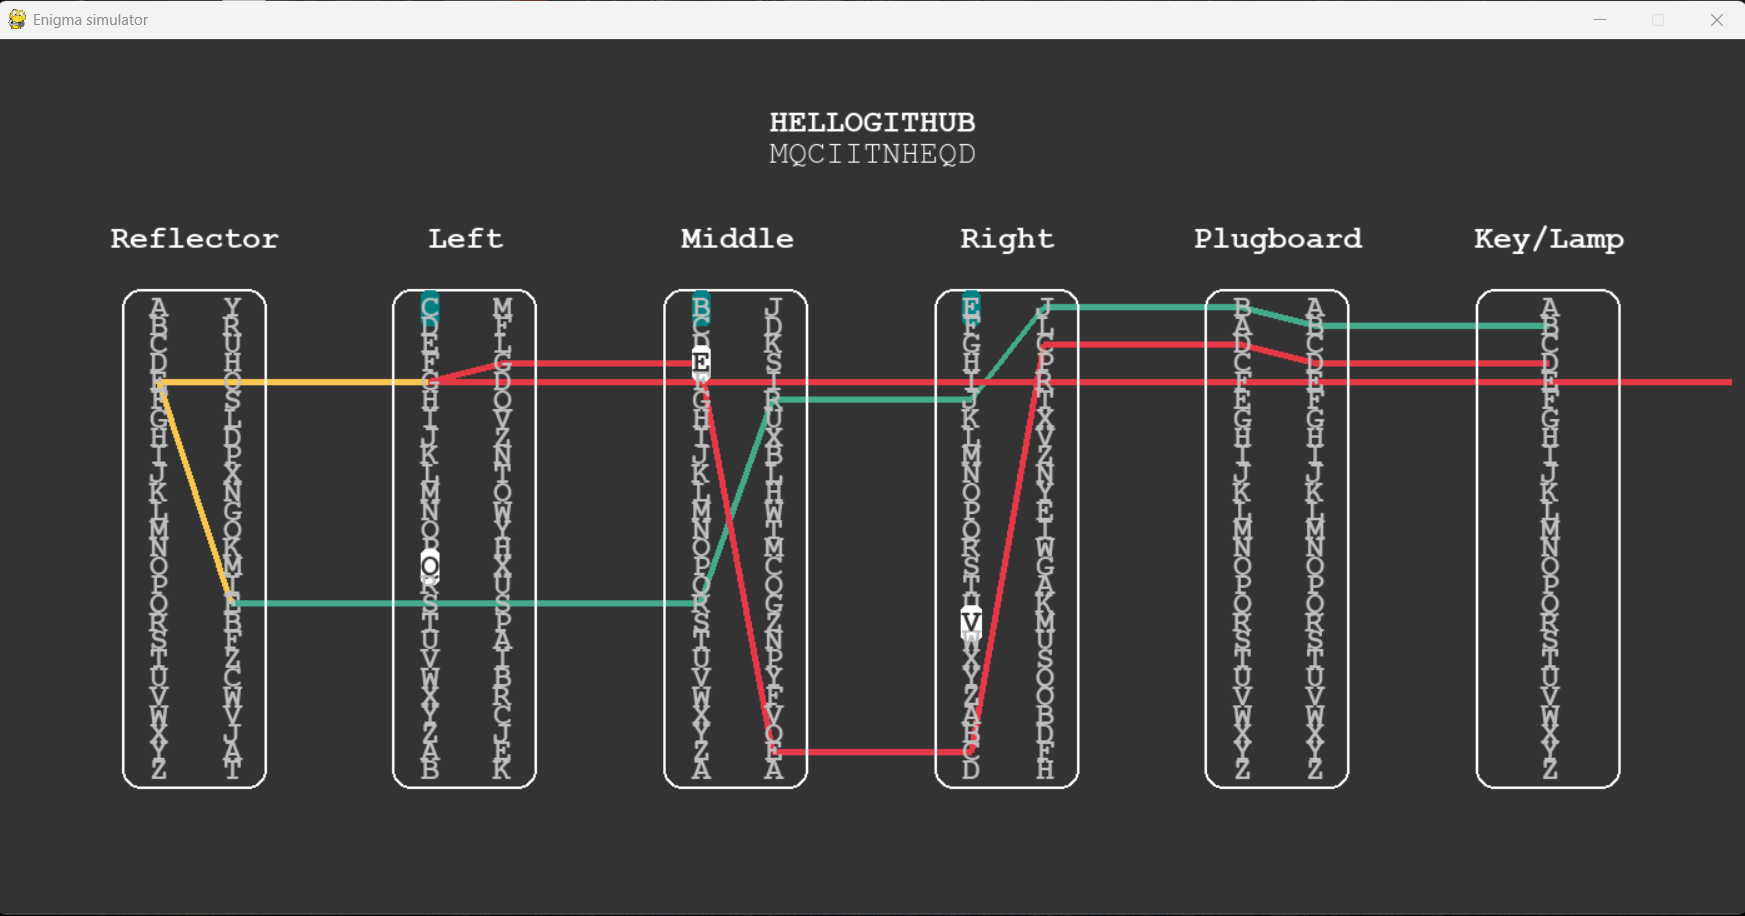 Enigma simulator
HELLOGITHUB
MQCIITNHEQD
Reflector Left Middle Right Plugboard Key/Lamp
A Y C M B J E J B A A
B R D F C D F L A B B
C U E L D K G C D C C
D H F G E S H P C D D
E Q G D F I I R F E E
F S H Q G R J T E F F
G L I V H U K X G G G
H D J Z I X L V H H H
I P K N J B M Z I I I
J X L T K L N N J J J
K N M O L H O Y K K K
L G N W M W P E L L L
M O O Y N T Q I M M M
N K P H O M R W N N N
O M Q X P C S G O O O
P I R U Q Q T A P P P
Q E S S R G U K Q Q Q
R B T P S Z V M R R R
S F U A T N W U S S S
T Z V I U P X S T T T
U C W B V Y Y Q U U U
V W X R W F Z O V V V
W V Y C X V A B W W W
X J Z J Y O B D X X X
Y A A E Z E C F Y Y Y
Z T B K A A D H Z Z Z